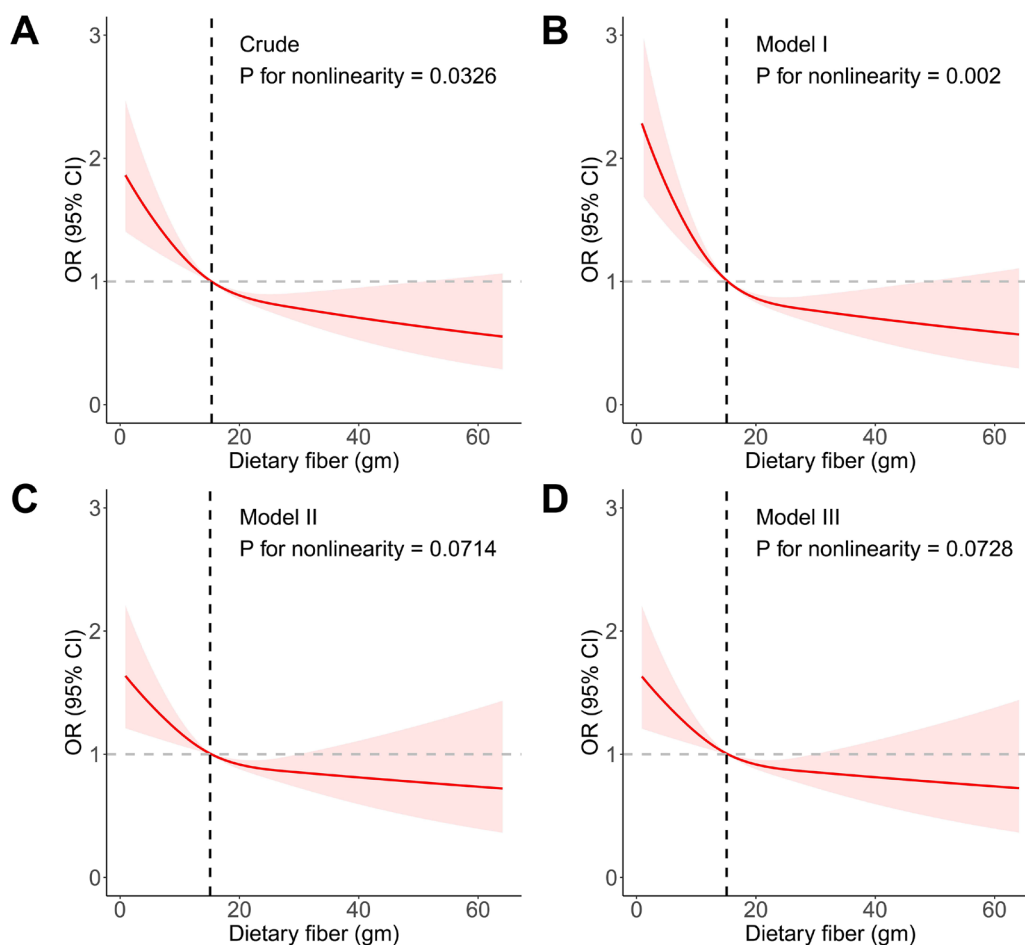 A
Crude
P for nonlinearity = 0.0326
OR (95% CI)
3
2
1
0
0
20
40
60
Dietary fiber (gm)
B
Model I
P for nonlinearity = 0.002
OR (95% CI)
3
2
1
0
0
20
40
60
Dietary fiber (gm)
C
Model II
P for nonlinearity = 0.0714
OR (95% CI)
3
2
1
0
0
20
40
60
Dietary fiber (gm)
D
Model III
P for nonlinearity = 0.0728
OR (95% CI)
3
2
1
0
0
20
40
60
Dietary fiber (gm)